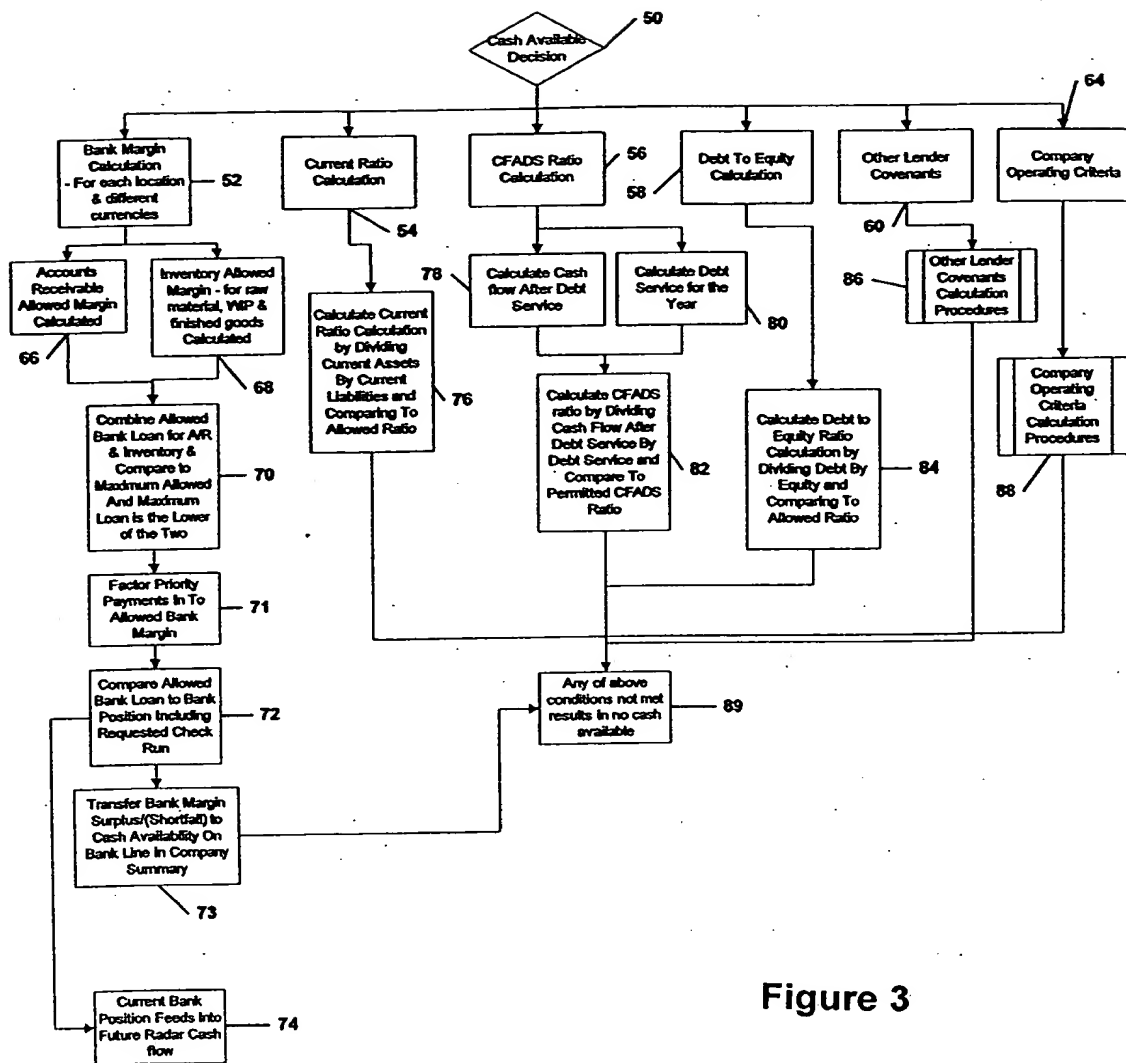 50
Cash Available
Decision
64
Bank Margin
Calculation
- For each location
& different
currencies
52
Current Ratio
Calculation
54
CFADS Ratio
Calculation
56
58
Debt To Equity
Calculation
Other Lender
Covenants
60
Company
Operating Criteria
Accounts
Receivable
Allowed Margin
Calculated
66
Inventory Allowed
Margin - for raw
material, WIP &
finished goods
Calculated
68
78
Calculate Cash
flow After Debt
Service
Calculate Debt
Service for the
Year
80
86
Other Lender
Covenants
Calculation
Procedures
Calculate Current
Ratio Calculation
by Dividing
Current Assets
By Current
Liabilities and
Comparing To
Allowed Ratio
76
Company
Operating
Criteria
Calculation
Procedures
88
Combine Allowed
Bank Loan for A/R
& Inventory &
Compare to
Maximum Allowed
And Maximum
Loan is the Lower
of the Two
70
Calculate CFADS
ratio by Dividing
Cash Flow After
Debt Service By
Debt Service and
Compare To
Permitted CFADS
Ratio
82
Calculate Debt to
Equity Ratio
Calculation by
Dividing Debt By
Equity and
Comparing To
Allowed Ratio
84
Factor Priority
Payments In To
Allowed Bank
Margin
71
Compare Allowed
Bank Loan to Bank
Position Including
Requested Check
Run
72
Any of above
conditions not met
results in no cash
available
89
Transfer Bank Margin
Surplus/(Shortfall) to
Cash Availability On
Bank Line In Company
Summary
73
Current Bank
Position Feeds Into
Future Radar Cash
flow
74
Figure 3